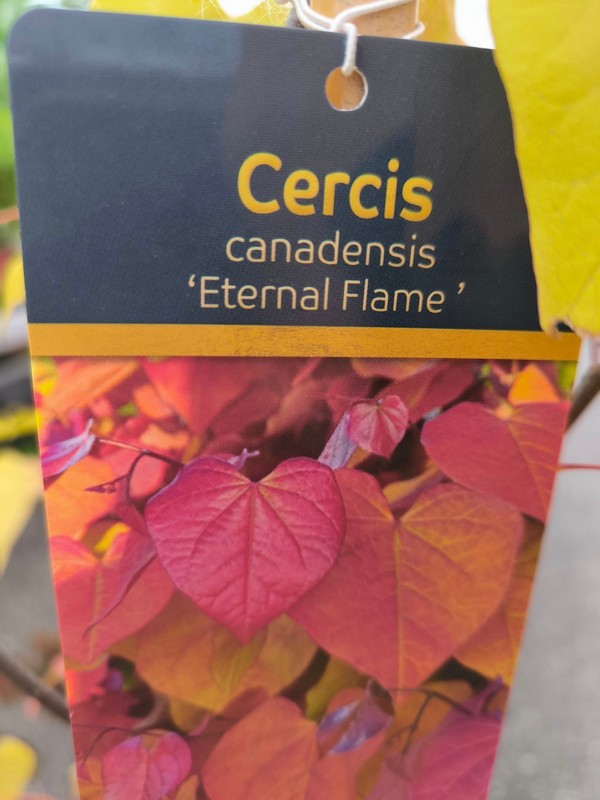 Cercis
canadensis
‘Eternal Flame ’